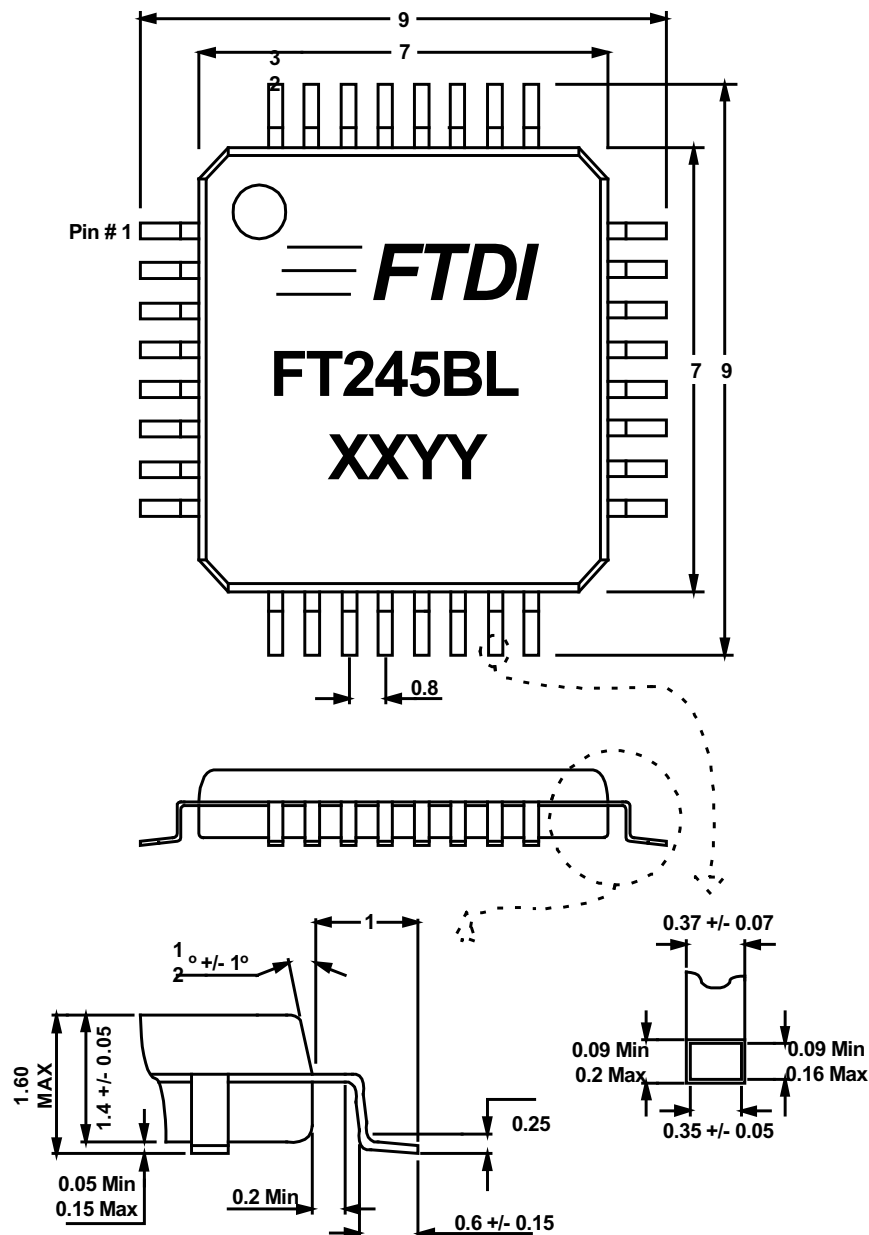 9
7
3
2
Pin # 1
FTDI
FT245BL
XXYY
7
9
0.8
1
1
2
º +/- 1º
0.37 +/- 0.07
1.60
MAX
1.4 +/- 0.05
0.09 Min
0.2 Max
0.09 Min
0.16 Max
0.25
0.35 +/- 0.05
0.05 Min
0.15 Max
0.2 Min
0.6 +/- 0.15